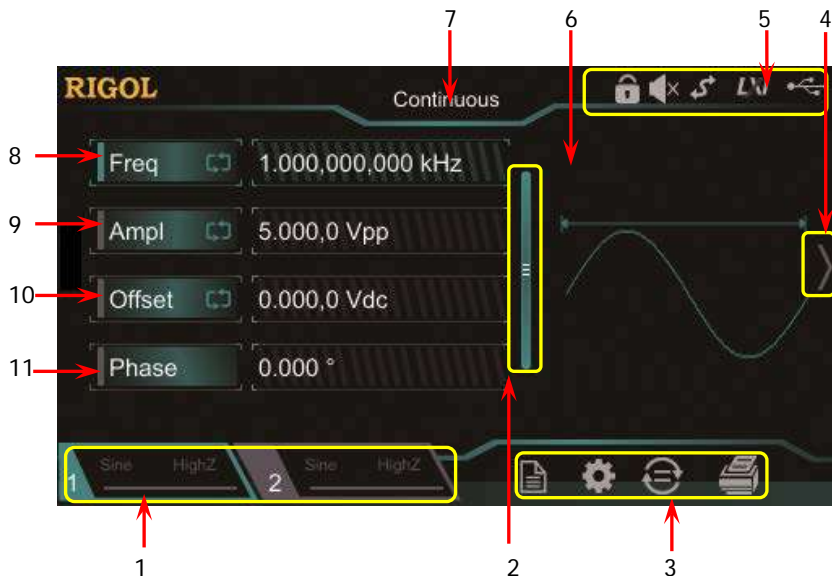 7 6 5 4
RIGOL
Continuous
LXI
8 Freq 1.000,000,000 kHz
9 Ampl 5.000,0 Vpp
10 Offset 0.000,0 Vdc
11 Phase 0.000 °
1 Sine HighZ 2 Sine HighZ
1 2 3